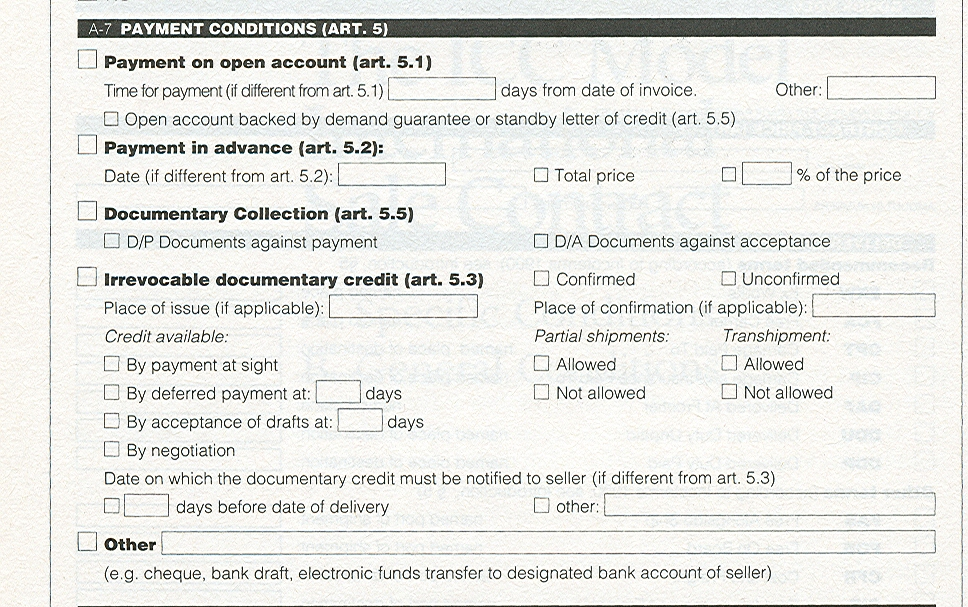 A-7 PAYMENT CONDITIONS (ART. 5)
Payment on open account (art. 5.1)
Time for payment (if different from art. 5.1) days from date of invoice. Other:
Open account backed by demand guarantee or standby letter of credit (art. 5.5)
Payment in advance (art. 5.2):
Date (if different from art. 5.2): Total price % of the price
Documentary Collection (art. 5.5)
D/P Documents against payment D/A Documents against acceptance
Irrevocable documentary credit (art. 5.3) Confirmed Unconfirmed
Place of issue (if applicable): Place of confirmation (if applicable):
Credit available: Partial shipments: Transhipment:
By payment at sight Allowed Allowed
By deferred payment at: days Not allowed Not allowed
By acceptance of drafts at: days
By negotiation
Date on which the documentary credit must be notified to seller (if different from art. 5.3)
days before date of delivery other:
Other
(e.g. cheque, bank draft, electronic funds transfer to designated bank account of seller)